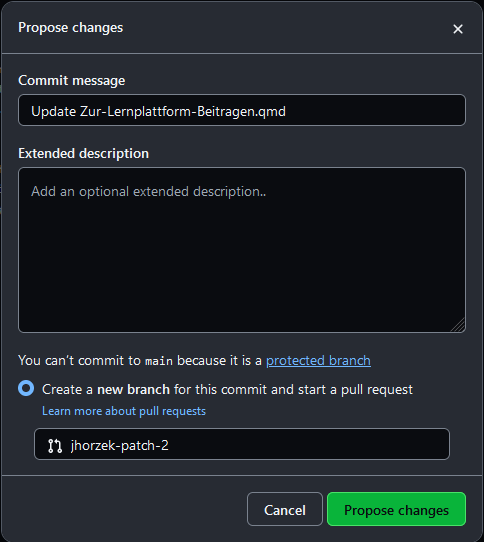 Propose changes
Commit message
Update Zur-Lernplattform-Beitragen.qmd
Extended description
Add an optional extended description..
You can't commit to main because it is a protected branch
Create a new branch for this commit and start a pull request
Learn more about pull requests
jhorzek-patch-2
Cancel
Propose changes